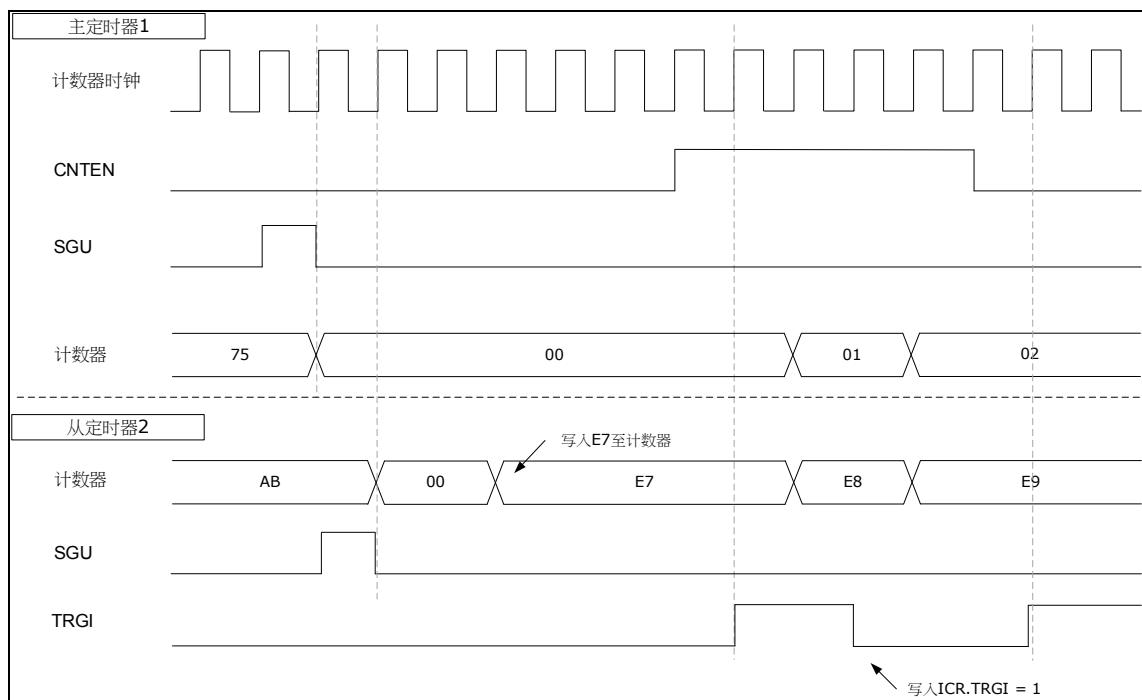 主定时器1
计数器时钟
CNTEN
SGU
计数器 75 00 01 02
从定时器2
写入E7至计数器
计数器 AB 00 E7 E8 E9
SGU
TRGI
写入ICR.TRGI = 1